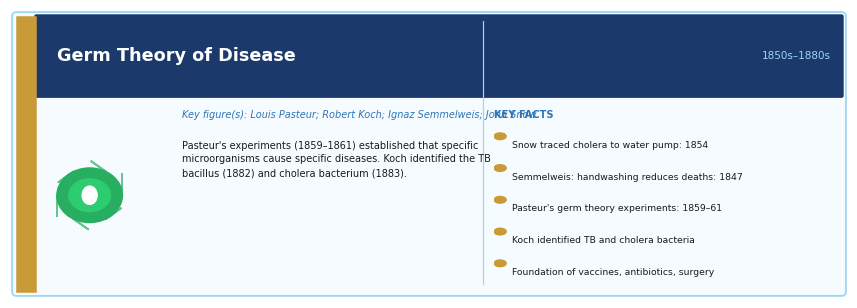 Germ Theory of Disease
1850s–1880s
Key figure(s): Louis Pasteur; Robert Koch; Ignaz Semmelweis; John Snow
Pasteur's experiments (1859–1861) established that specific
microorganisms cause specific diseases. Koch identified the TB
bacillus (1882) and cholera bacterium (1883).
KEY FACTS
Snow traced cholera to water pump: 1854
Semmelweis: handwashing reduces deaths: 1847
Pasteur's germ theory experiments: 1859–61
Koch identified TB and cholera bacteria
Foundation of vaccines, antibiotics, surgery